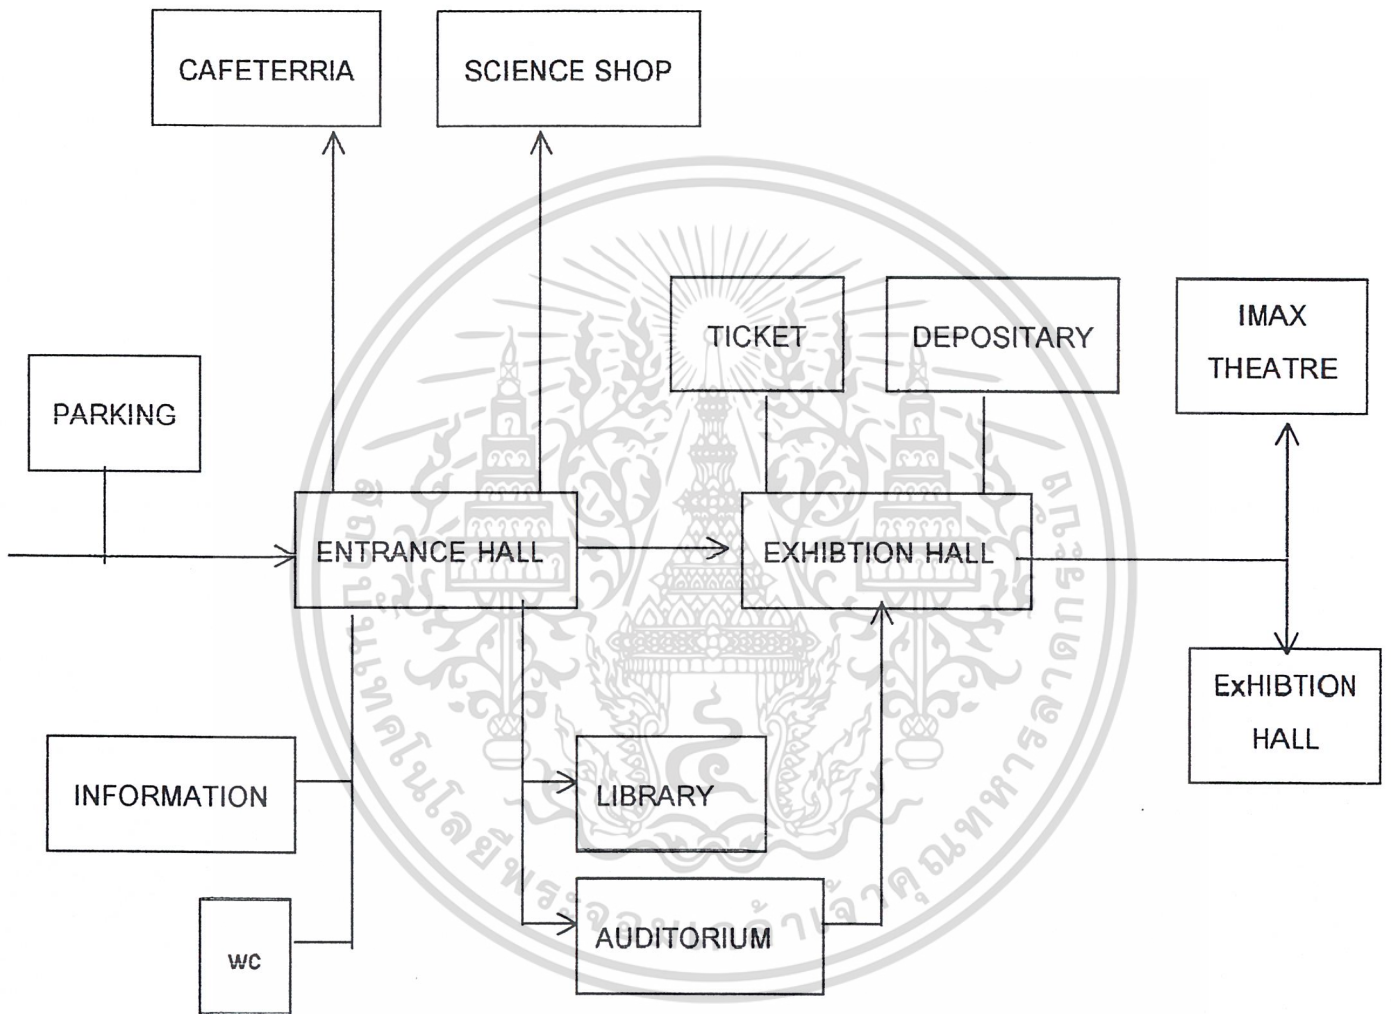 CAFETERRIA
SCIENCE SHOP
TICKET
DEPOSITARY
IMAX
THEATRE
PARKING
ENTRANCE HALL
EXHIBTION HALL
ExHIBTION
HALL
INFORMATION
LIBRARY
AUDITORIUM
wc